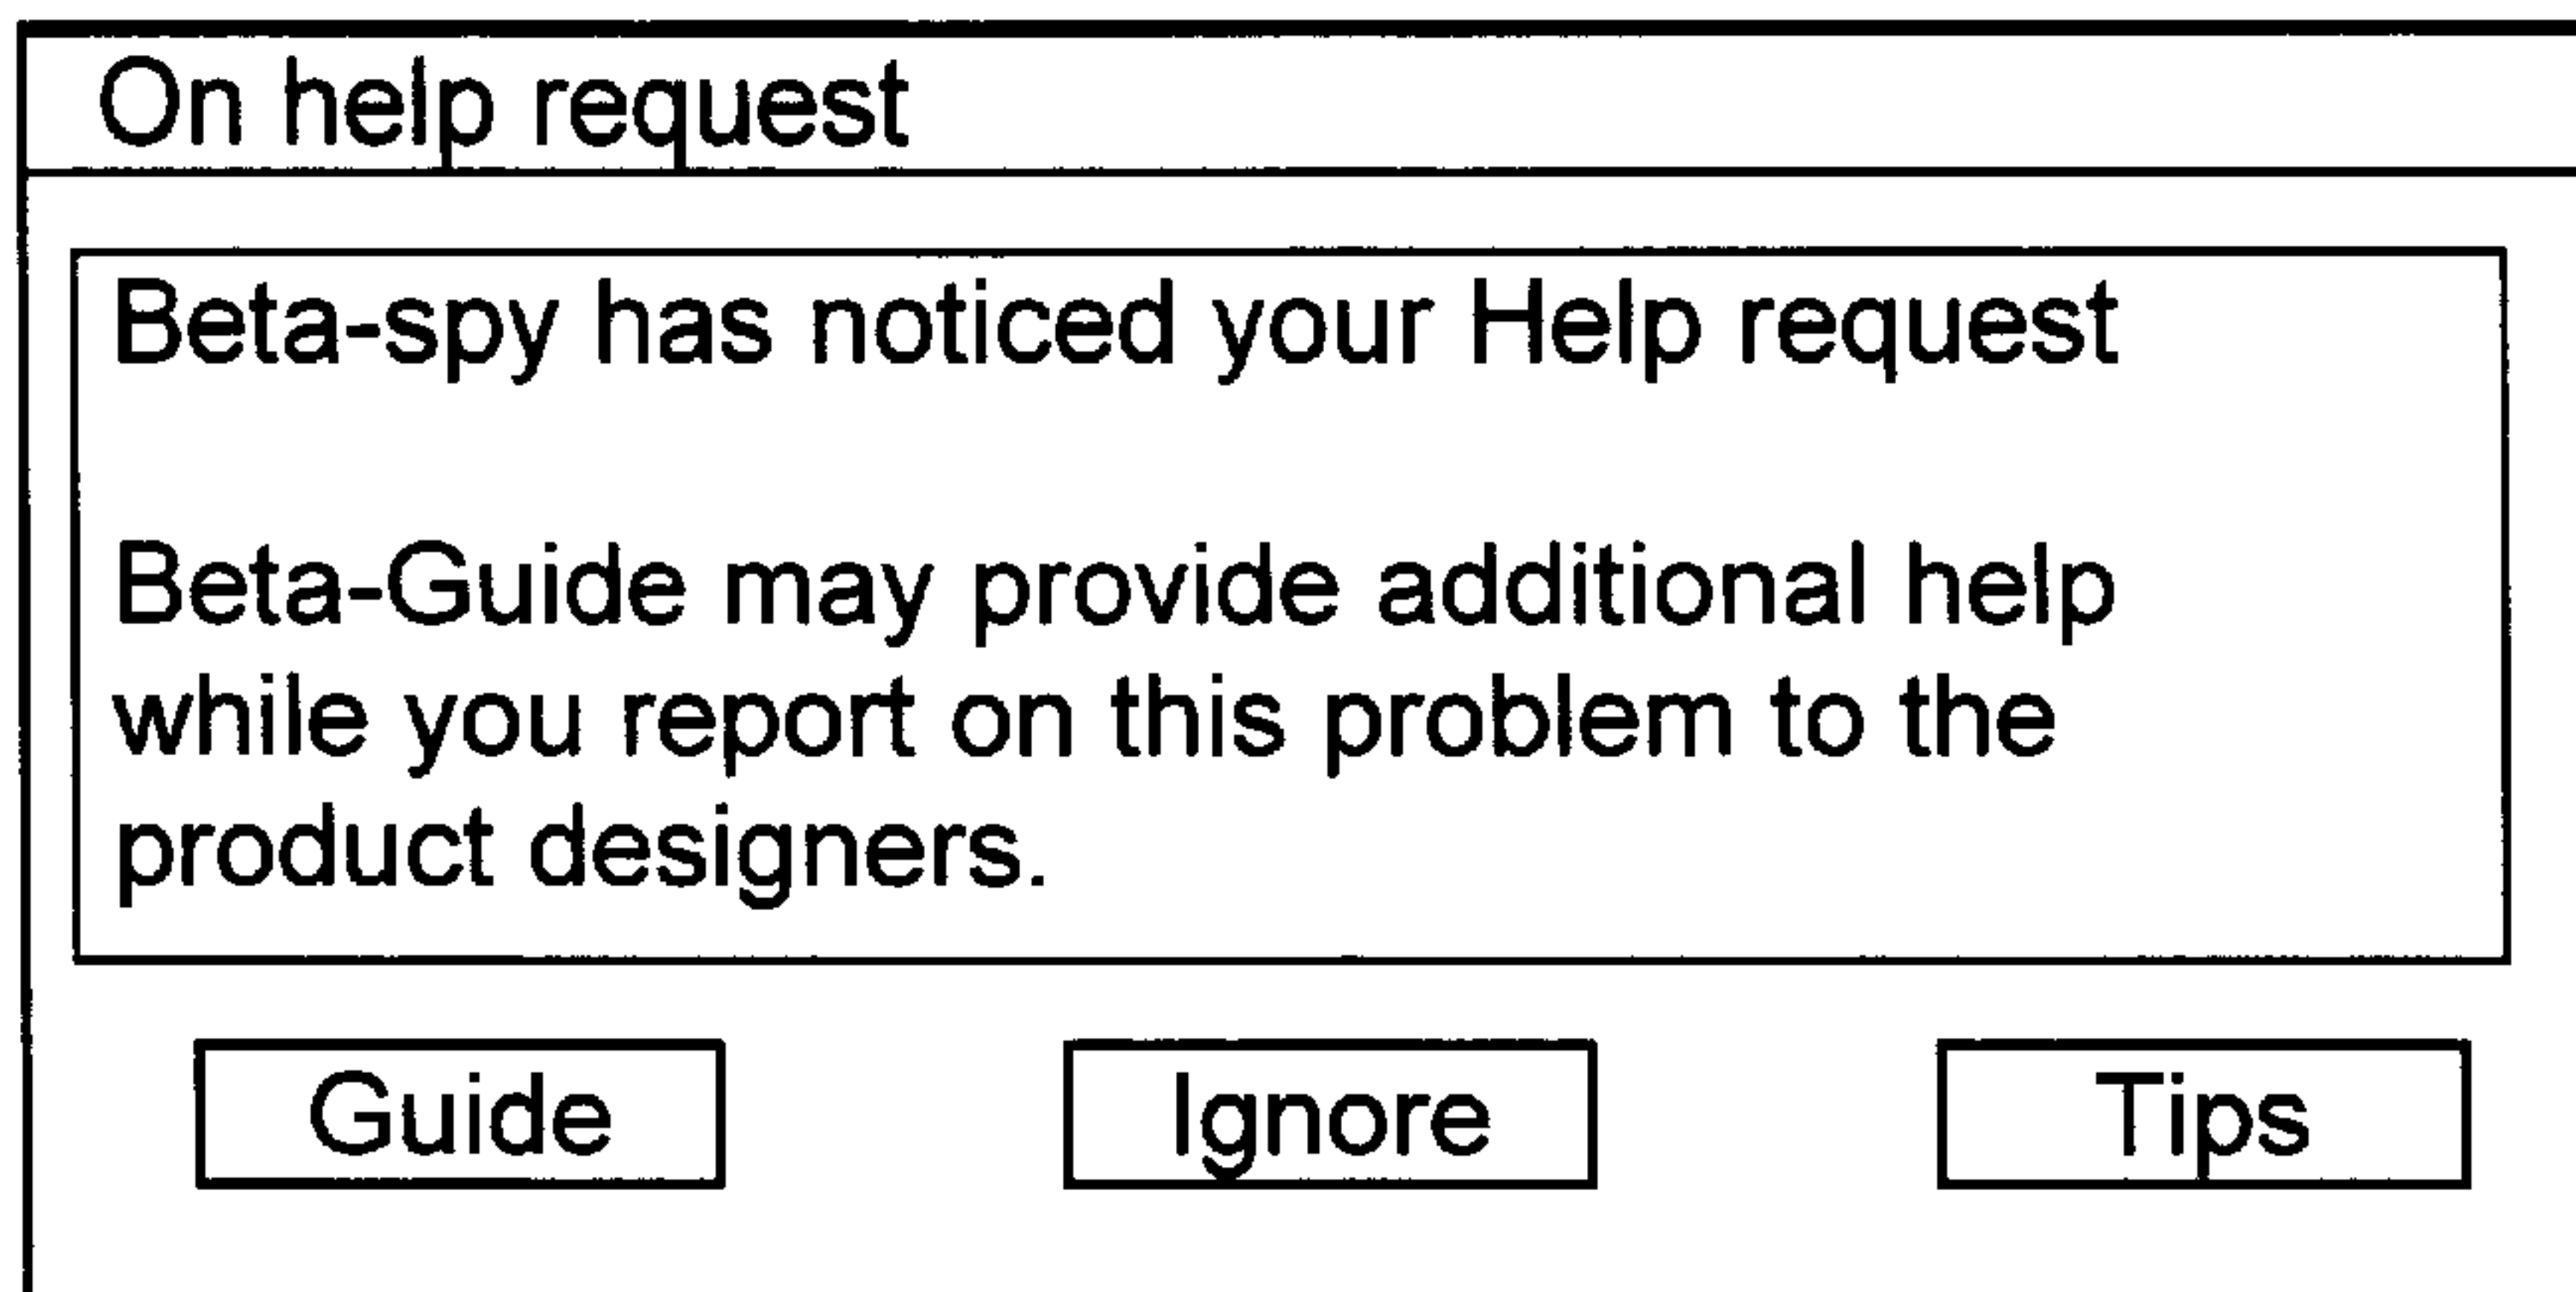 On help request
Beta-spy has noticed your Help request
Beta-Guide may provide additional help
while you report on this problem to the
product designers.
Guide
Ignore
Tips